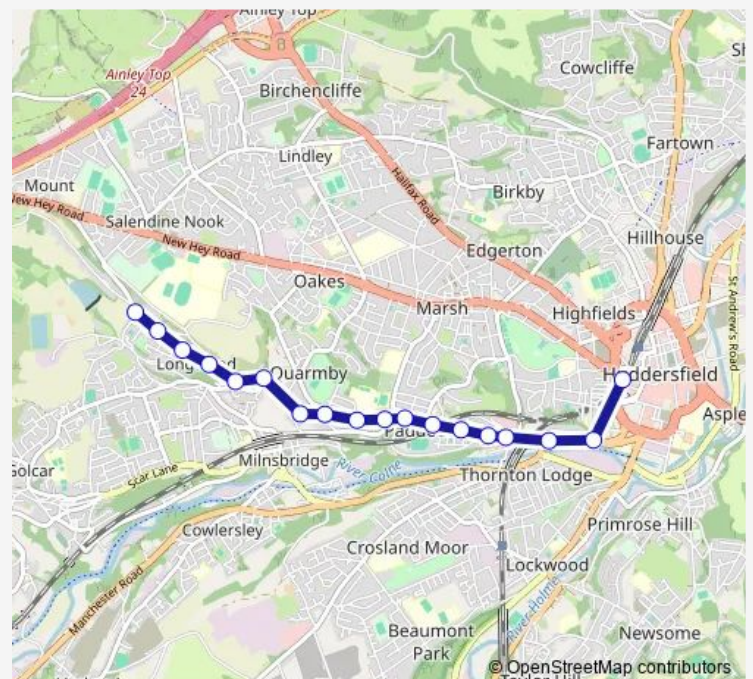 Ainley Top
Ainley Top
24
Cowcliffe
Birchencliffe
Fartown
Lindley
Mount
Halifax Road
Birkby
New Hey Road
Salendine Nook
Hillhouse
New Hey Road
Edgerton
Oakes
St Andrew's Road
Marsh
Highfields
Quarmby
Huddersfield
Milnsbridge
River Colne
Scar Lane
Thornton Lodge
Primrose Hill
Cowlersley
Crosland Moor
Lockwood
Manchester Road
River Holme
Beaumont
Park
Newsome
© OpenStreetMap contributors